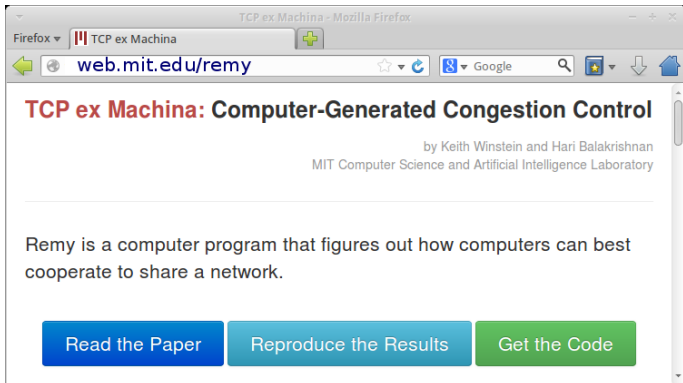 TCP ex Machina - Mozilla Firefox
Firefox
TCP ex Machina
web.mit.edu/remy
8 Google
TCP ex Machina: Computer-Generated Congestion Control
by Keith Winstein and Hari Balakrishnan
MIT Computer Science and Artificial Intelligence Laboratory
Remy is a computer program that figures out how computers can best
cooperate to share a network.
Read the Paper Reproduce the Results Get the Code